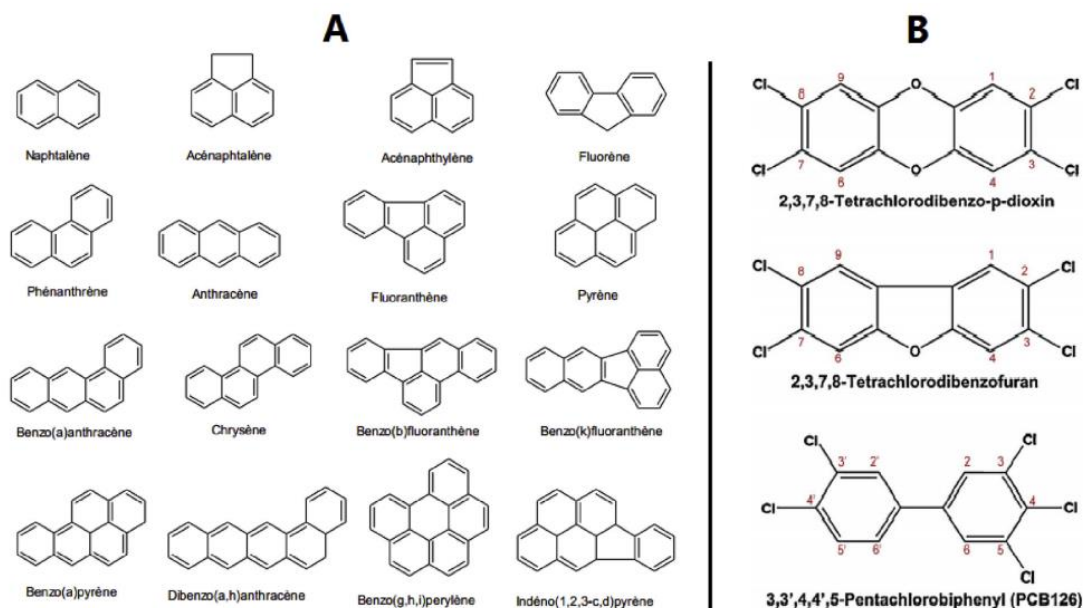 A
Naphtalène
Acénaphtalène
Acénaphthylène
Fluorène
Phénanthrène
Anthracène
Fluoranthène
Pyrène
Benzo(a)anthracène
Chrysène
Benzo(b)fluoranthène
Benzo(k)fluoranthène
Benzo(a)pyrène
Dibenzo(a,h)anthracène
Benzo(g,h,i)perylène
Indéno(1,2,3-c,d)pyrène
B
9 1
Cl O Cl
8 2
7 3
Cl O Cl
6 4
2,3,7,8-Tetrachlorodibenzo-p-dioxin
9 1
Cl Cl
8 2
7 3
Cl O Cl
6 4
2,3,7,8-Tetrachlorodibenzofuran
Cl Cl
3' 2' 2 3
Cl 4' 4 Cl
5' 6' 6 5
Cl
3,3',4,4',5-Pentachlorobiphenyl (PCB126)